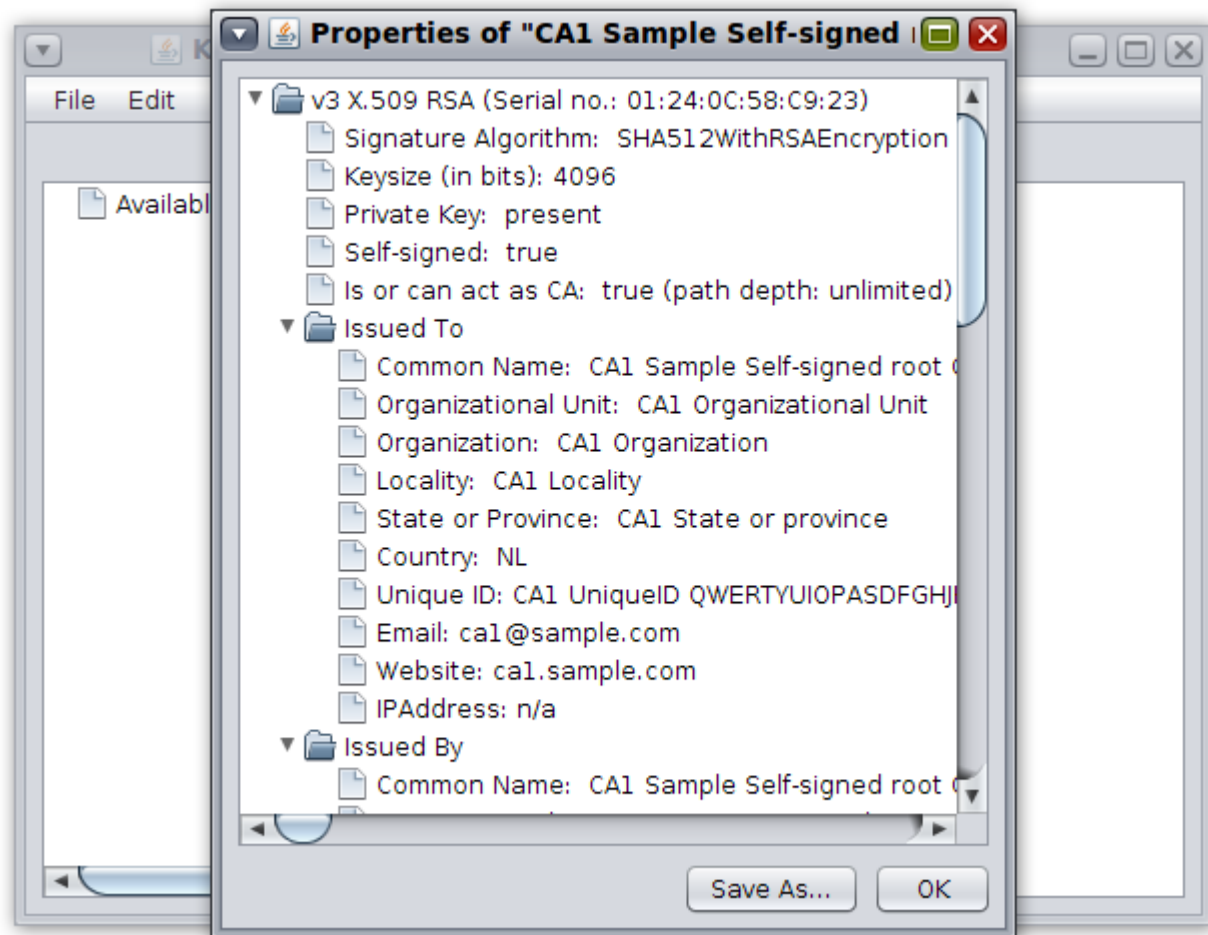 Properties of "CA1 Sample Self-signed
File Edit
Availabl
v3 X.509 RSA (Serial no.: 01:24:0C:58:C9:23)
Signature Algorithm: SHA512WithRSAEncryption
Keysize (in bits): 4096
Private Key: present
Self-signed: true
Is or can act as CA: true (path depth: unlimited)
Issued To
Common Name: CA1 Sample Self-signed root
Organizational Unit: CA1 Organizational Unit
Organization: CA1 Organization
Locality: CA1 Locality
State or Province: CA1 State or province
Country: NL
Unique ID: CA1 UniqueID QWERTYUIOPASDFGHJ
Email: ca1@sample.com
Website: ca1.sample.com
IPAddress: n/a
Issued By
Common Name: CA1 Sample Self-signed root
Save As... OK